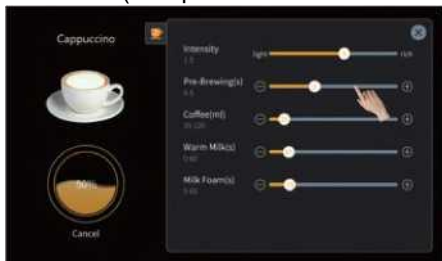 Cappuccino
Intensity
light
rich
Pre-Brewing(s)
Coffee(ml)
Warm Milk(s)
Milk Foam(s)
50%
Cancel